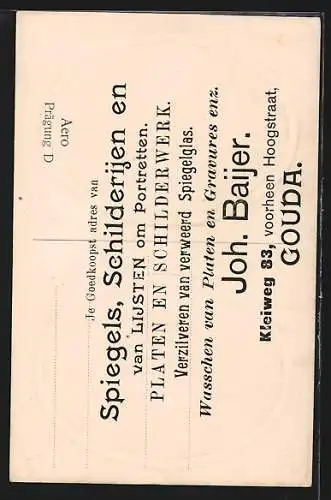 Aero
Prägung D
Je Goedkoopst adres van
Spiegels, Schilderijen en
van LIJSTEN om Portretten.
PLATEN EN SCHILDERWERK.
Verzilveren van verweerd Spiegelglas.
Wasschen van Platen en Gravures enz.
Joh. Baijer.
Kleiweg 83, voorheen Hoogstraat,
GOUDA.